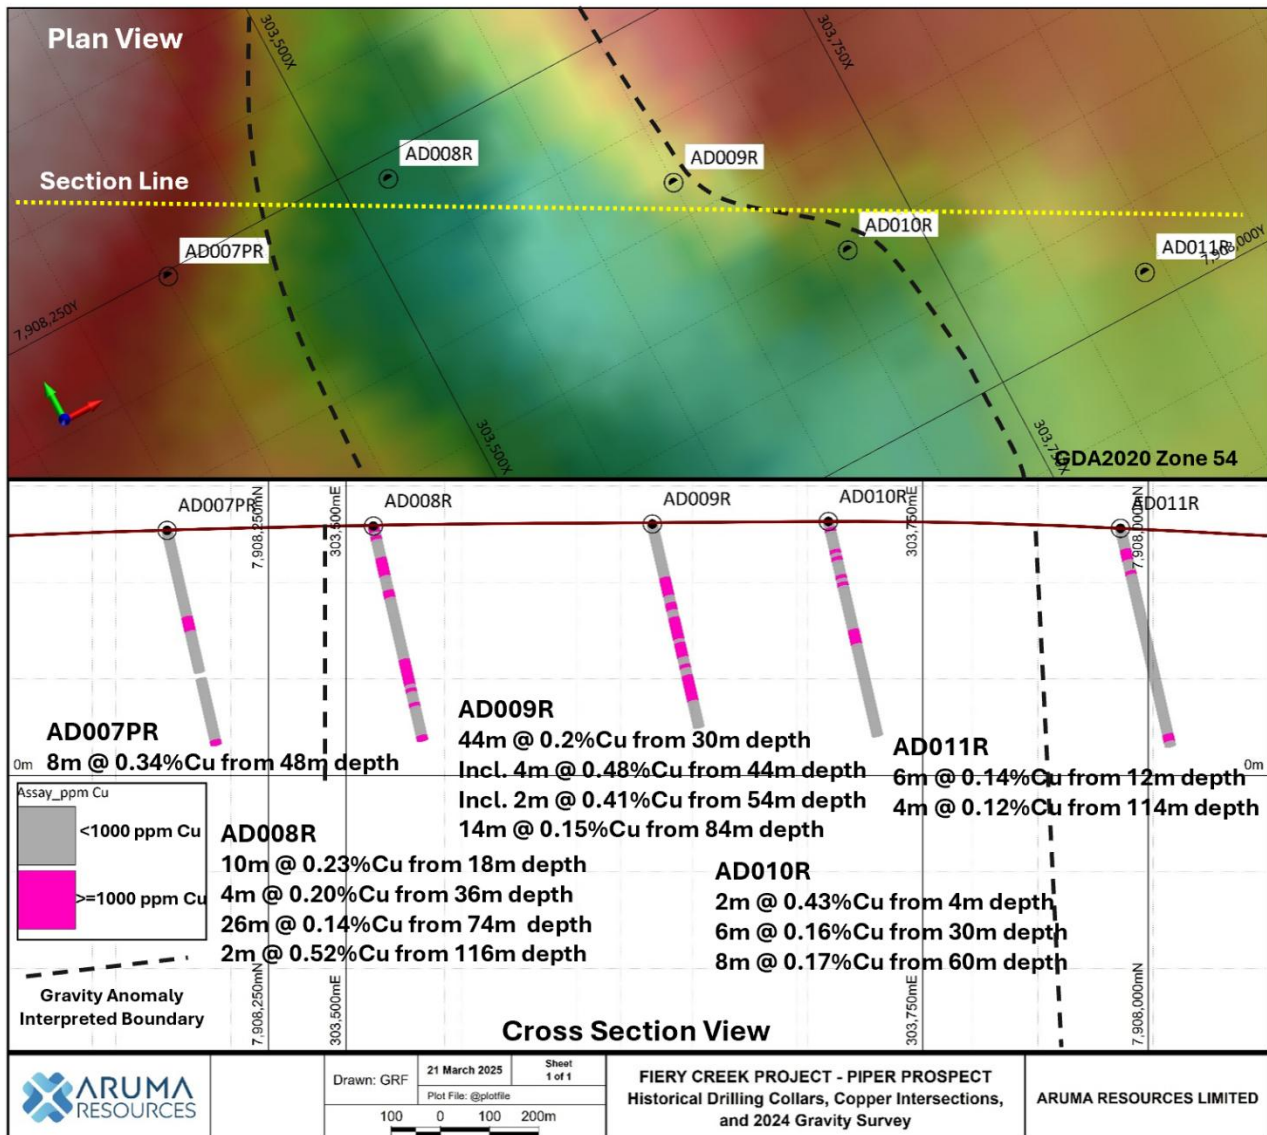 Plan View
303,500X
303,750X
AD008R
AD009R
Section Line
AD007PR
AD010R
AD011R
7,908,000Y
7,908,250Y
303,500X
303,750X
GDA2020 Zone 54
AD007PR
7,908,250mN
303,500mE
AD008R
AD009R
AD010R
303,750mE
7,908,000mN
AD011R
AD007PR
8m @ 0.34%Cu from 48m depth
AD009R
44m @ 0.2%Cu from 30m depth
Incl. 4m @ 0.48%Cu from 44m depth
Incl. 2m @ 0.41%Cu from 54m depth
14m @ 0.15%Cu from 84m depth
AD011R
6m @ 0.14%Cu from 12m depth
4m @ 0.12%Cu from 114m depth
0m
0m
Assay_ppm Cu
<1000 ppm Cu
>=1000 ppm Cu
AD008R
10m @ 0.23%Cu from 18m depth
4m @ 0.20%Cu from 36m depth
26m @ 0.14%Cu from 74m depth
2m @ 0.52%Cu from 116m depth
AD010R
2m @ 0.43%Cu from 4m depth
6m @ 0.16%Cu from 30m depth
8m @ 0.17%Cu from 60m depth
Gravity Anomaly
Interpreted Boundary
7,908,250mN
303,500mE
Cross Section View
303,750mE
7,908,000mN
ARUMA
RESOURCES
Drawn: GRF
21 March 2025
Sheet
1 of 1
Plot File: @plotfile
100 0 100 200m
FIERY CREEK PROJECT - PIPER PROSPECT
Historical Drilling Collars, Copper Intersections,
and 2024 Gravity Survey
ARUMA RESOURCES LIMITED